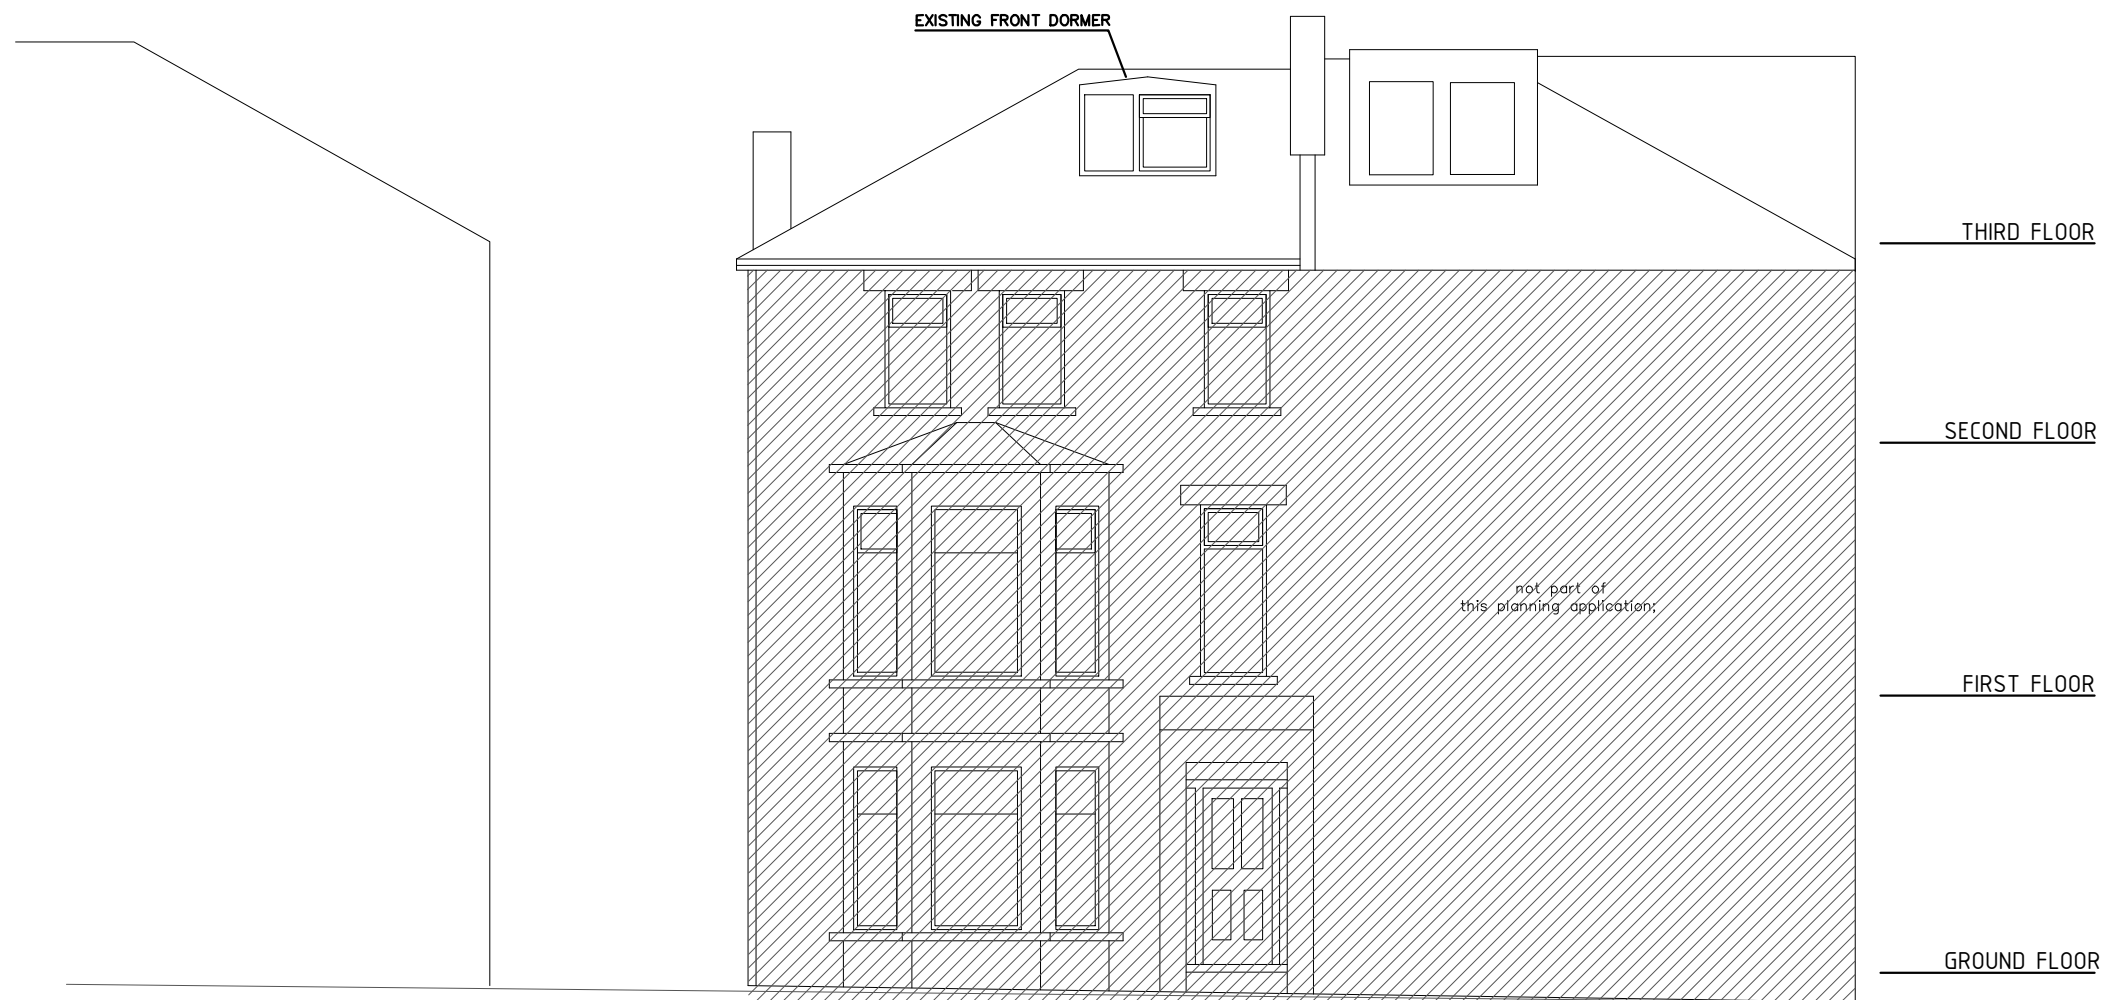 EXISTING FRONT DORMER
THIRD FLOOR
SECOND FLOOR
not part of
this planning application;
FIRST FLOOR
GROUND FLOOR